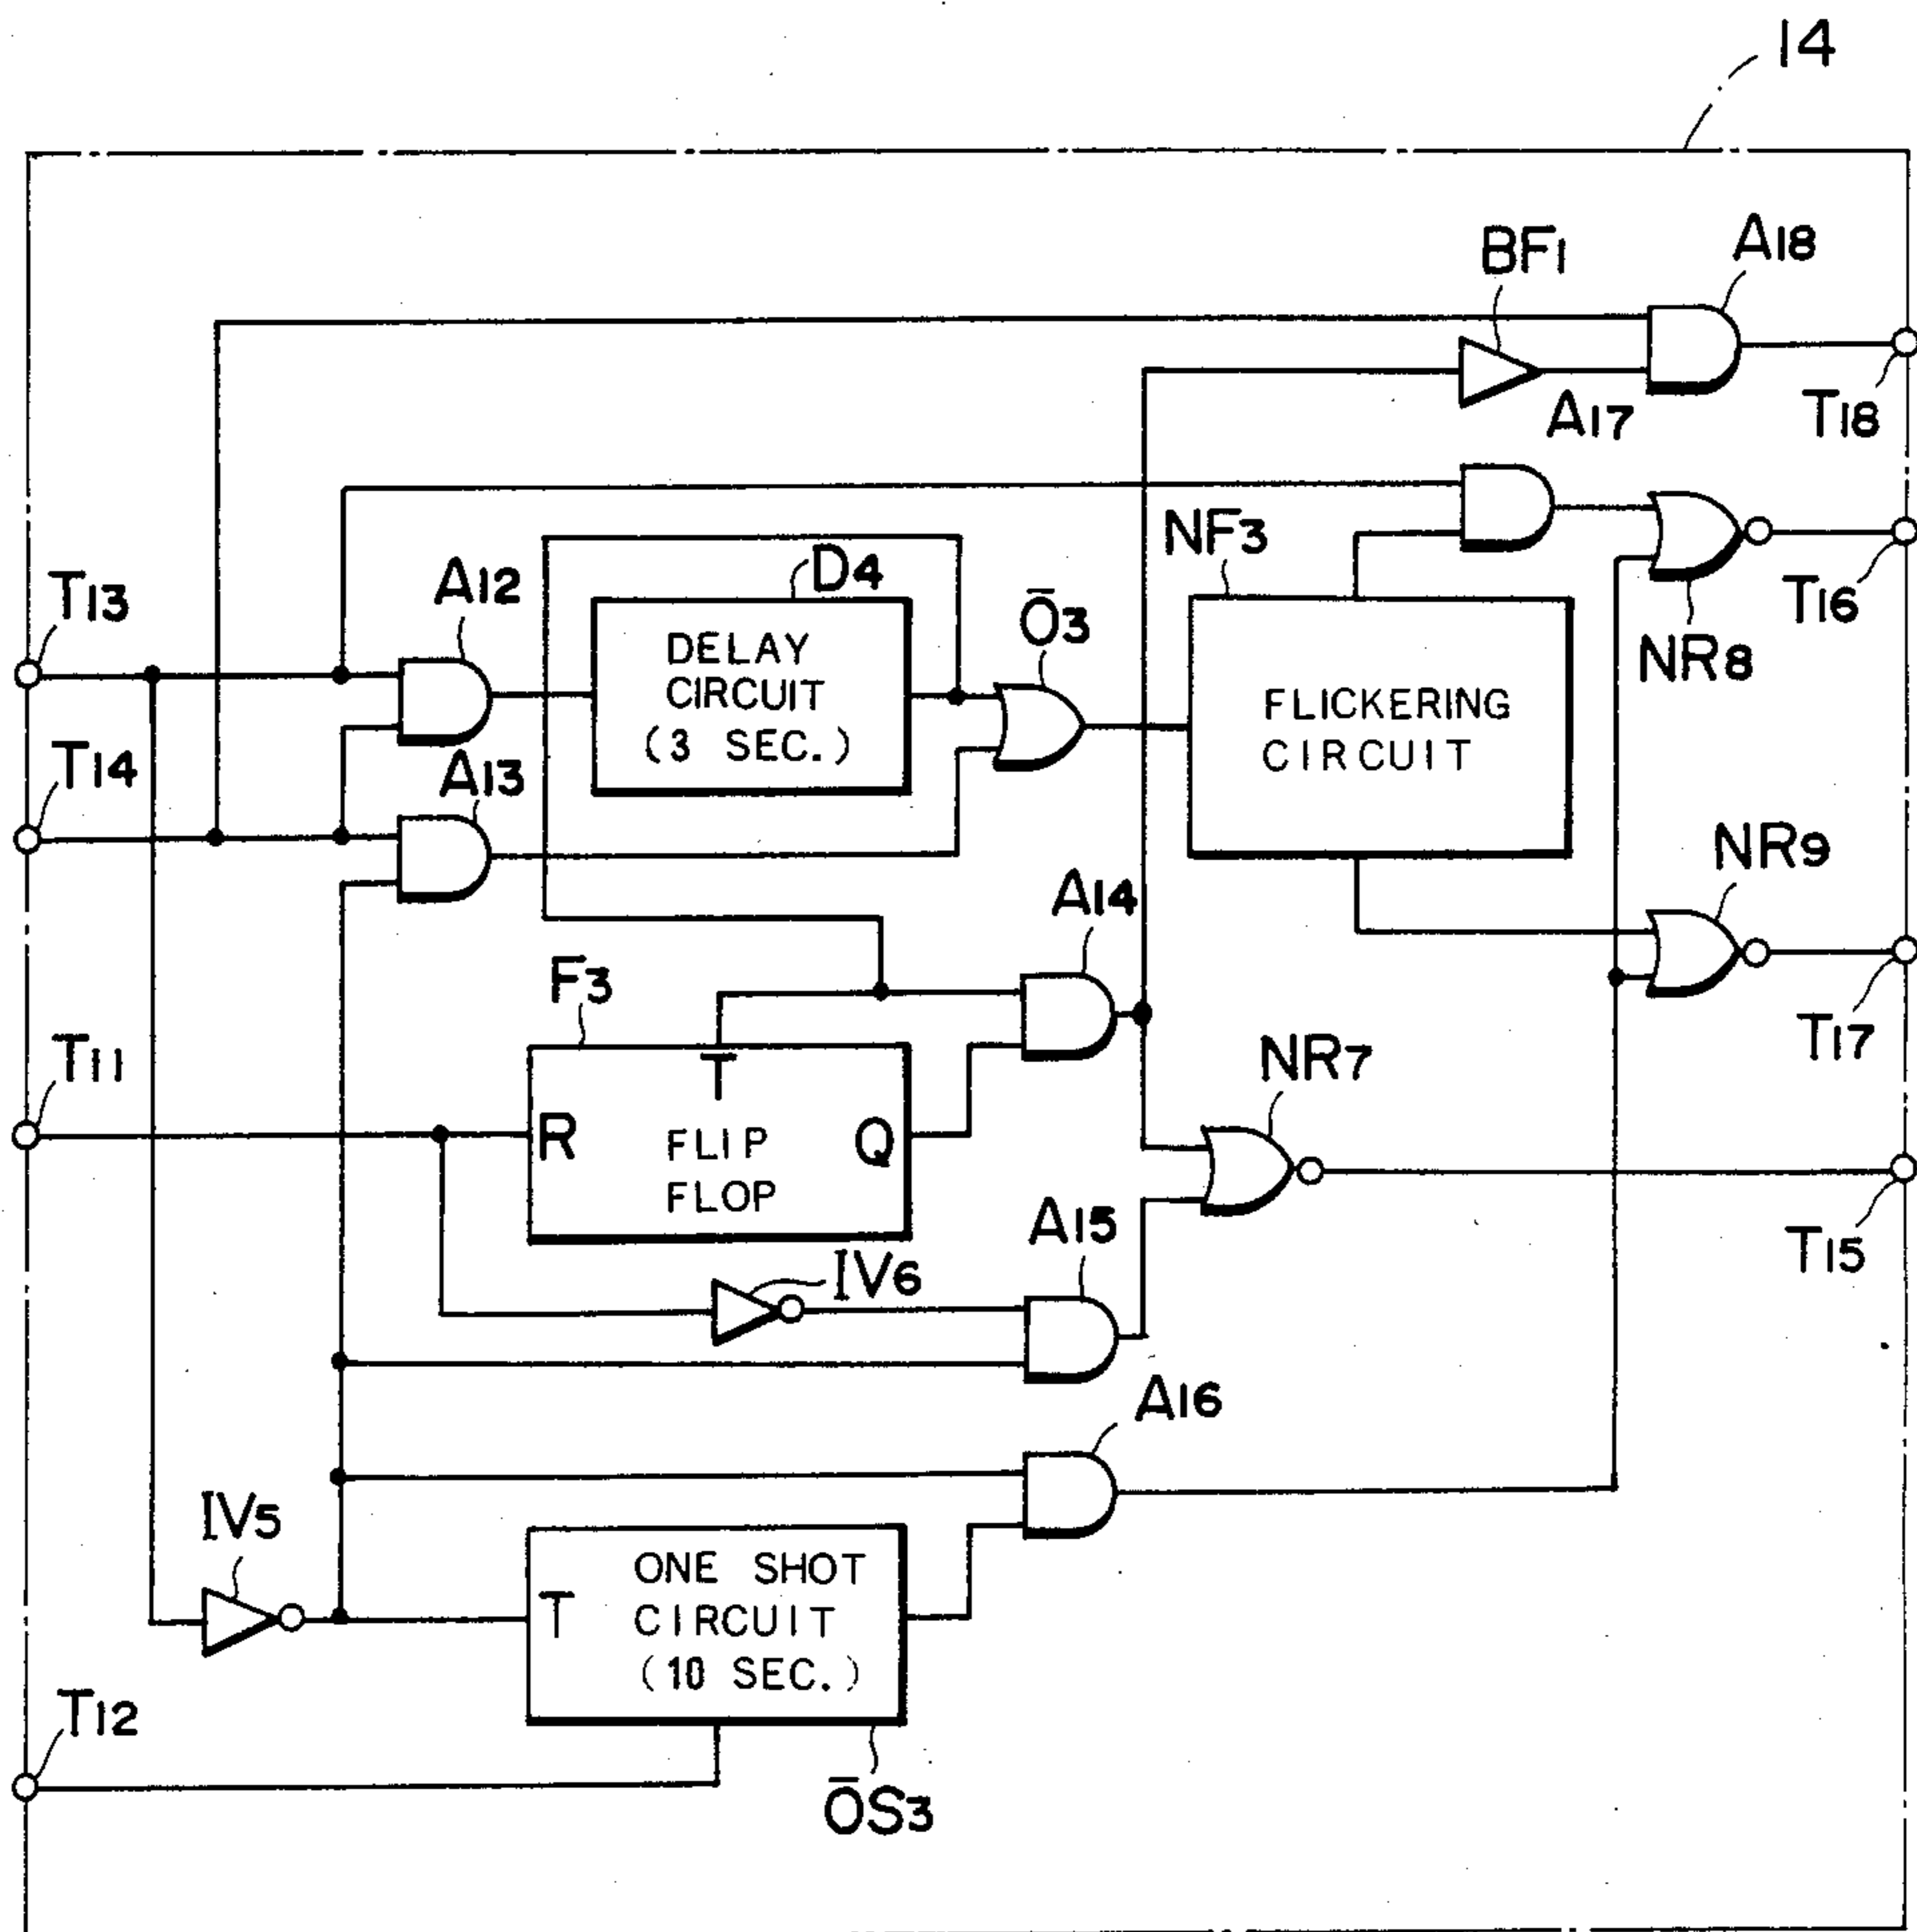 14
BF1
A18
A17
T18
NF3
D4
Ō3
A12
T13
DELAY
CIRCUIT
(3 SEC.)
T16
NR8
FLICKERING
CIRCUIT
T14
A13
NR9
A14
F3
T17
T11
T
NR7
R
FLIP
FLOP
Q
A15
T15
IV6
A16
IV5
ONE SHOT
T
CIRCUIT
(10 SEC.)
T12
ŌS3